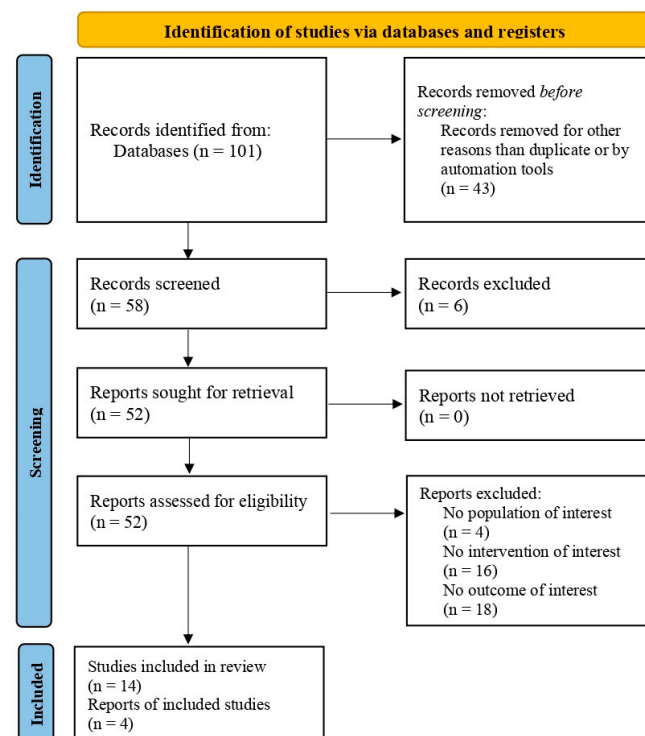 Identification of studies via databases and registers
Identification
Records identified from:
Databases (n = 101)
Records removed before
screening:
Records removed for other
reasons than duplicate or by
automation tools
(n = 43)
Screening
Records screened
(n = 58)
Records excluded
(n = 6)
Reports sought for retrieval
(n = 52)
Reports not retrieved
(n = 0)
Reports assessed for eligibility
(n = 52)
Reports excluded:
No population of interest
(n = 4)
No intervention of interest
(n = 16)
No outcome of interest
(n = 18)
Included
Studies included in review
(n = 14)
Reports of included studies
(n = 4)